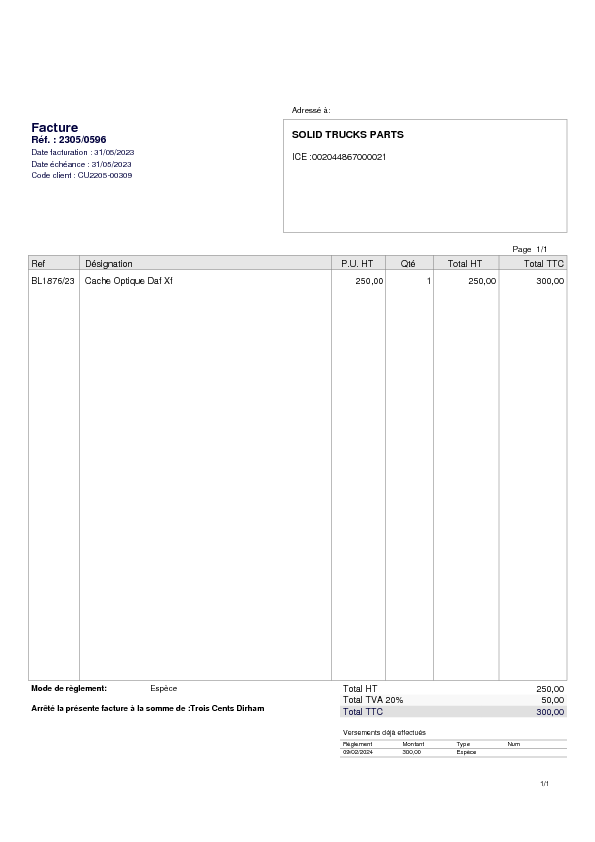 Adressé à:
Facture
Réf. : 2305/0596
Date facturation : 31/05/2023
Date échéance : 31/05/2023
Code client : CU2205-00309
SOLID TRUCKS PARTS
ICE :002044867000021
Page 1/1
Ref Désignation P.U. HT Qté Total HT Total TTC
BL1876/23 Cache Optique Daf Xf 250,00 1 250,00 300,00
Mode de règlement: Espèce
Arrêté la présente facture à la somme de :Trois Cents Dirham
Total HT 250,00
Total TVA 20% 50,00
Total TTC 300,00
Versements déjà effectués
Règlement Montant Type Num
09/02/2024 300,00 Espèce
1/1